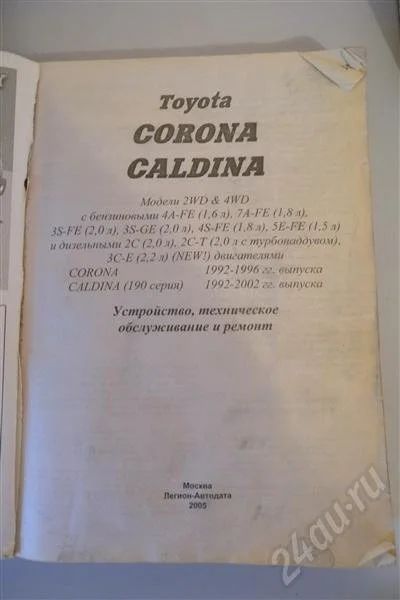 Toyota
CORONA
CALDINA
Модели 2WD & 4WD
с бензиновыми 4A-FE (1,6 л), 7A-FE (1,8 л),
3S-FE (2,0 л), 3S-GE (2,0 л), 4S-FE (1,8 л), 5E-FE (1,5 л)
и дизельными 2C (2,0 л), 2C-T (2,0 л с турбонаддувом),
3C-E (2,2 л) (NEW!) двигателями
CORONA 1992-1996 гг. выпуска
CALDINA (190 серия) 1992-2002 гг. выпуска
Устройство, техническое
обслуживание и ремонт
Москва
Легион-Автодата
2005
24au.ru